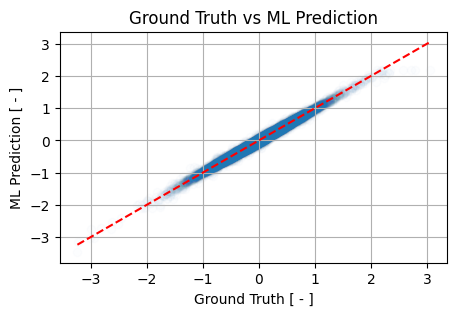 Ground Truth vs ML Prediction
3
2
1
0
−1
−2
−3
ML Prediction [ - ]
−3 −2 −1 0 1 2 3
Ground Truth [ - ]